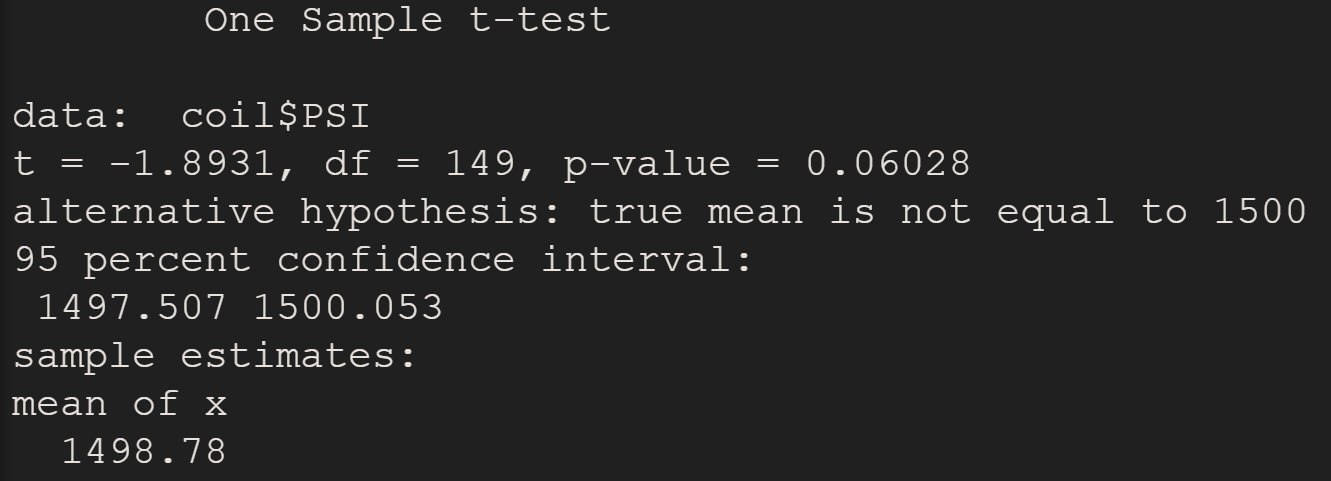 One Sample t-test
data:  coil$PSI
t = -1.8931, df = 149, p-value = 0.06028
alternative hypothesis: true mean is not equal to 1500
95 percent confidence interval:
1497.507 1500.053
sample estimates:
mean of x
1498.78